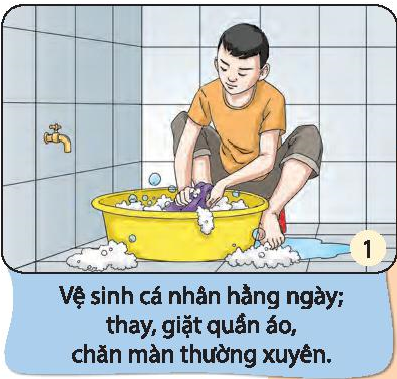 1
Vệ sinh cá nhân hằng ngày;
thay, giặt quần áo,
chăn màn thường xuyên.